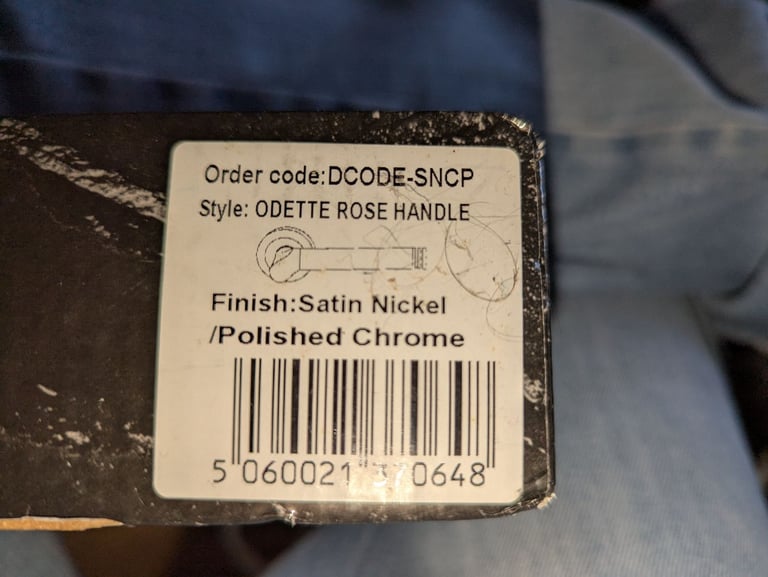 Order code:DCODE-SNCP
Style: ODETTE ROSE HANDLE
Finish:Satin Nickel
/Polished Chrome
5 060021 370648